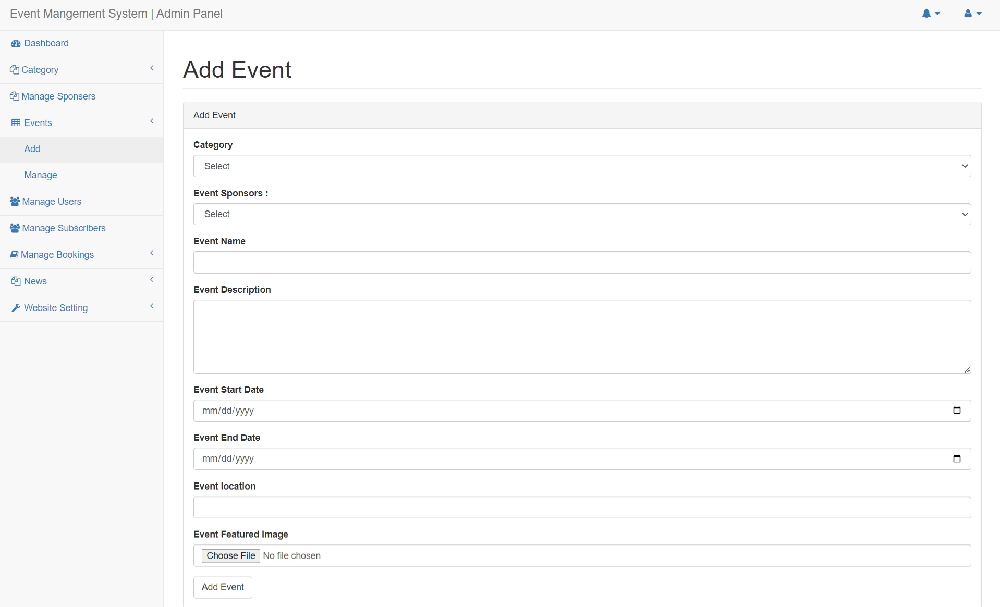 Event Mangement System | Admin Panel
Dashboard
Category
Manage Sponsers
Events
Add
Manage
Manage Users
Manage Subscribers
Manage Bookings
News
Website Setting
Add Event
Add Event
Category
Select
Event Sponsors :
Select
Event Name
Event Description
Event Start Date
mm/dd/yyyy
Event End Date
mm/dd/yyyy
Event location
Event Featured Image
Choose File No file chosen
Add Event